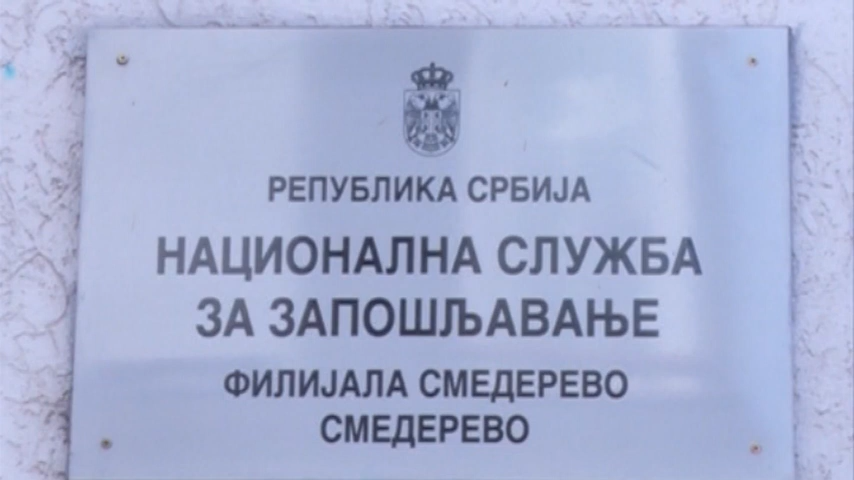 РЕПУБЛИКА СРБИЈА
НАЦИОНАЛНА СЛУЖБА
ЗА ЗАПОШЉАВАЊЕ
ФИЛИЈАЛА СМЕДЕРЕВО
СМЕДЕРЕВО